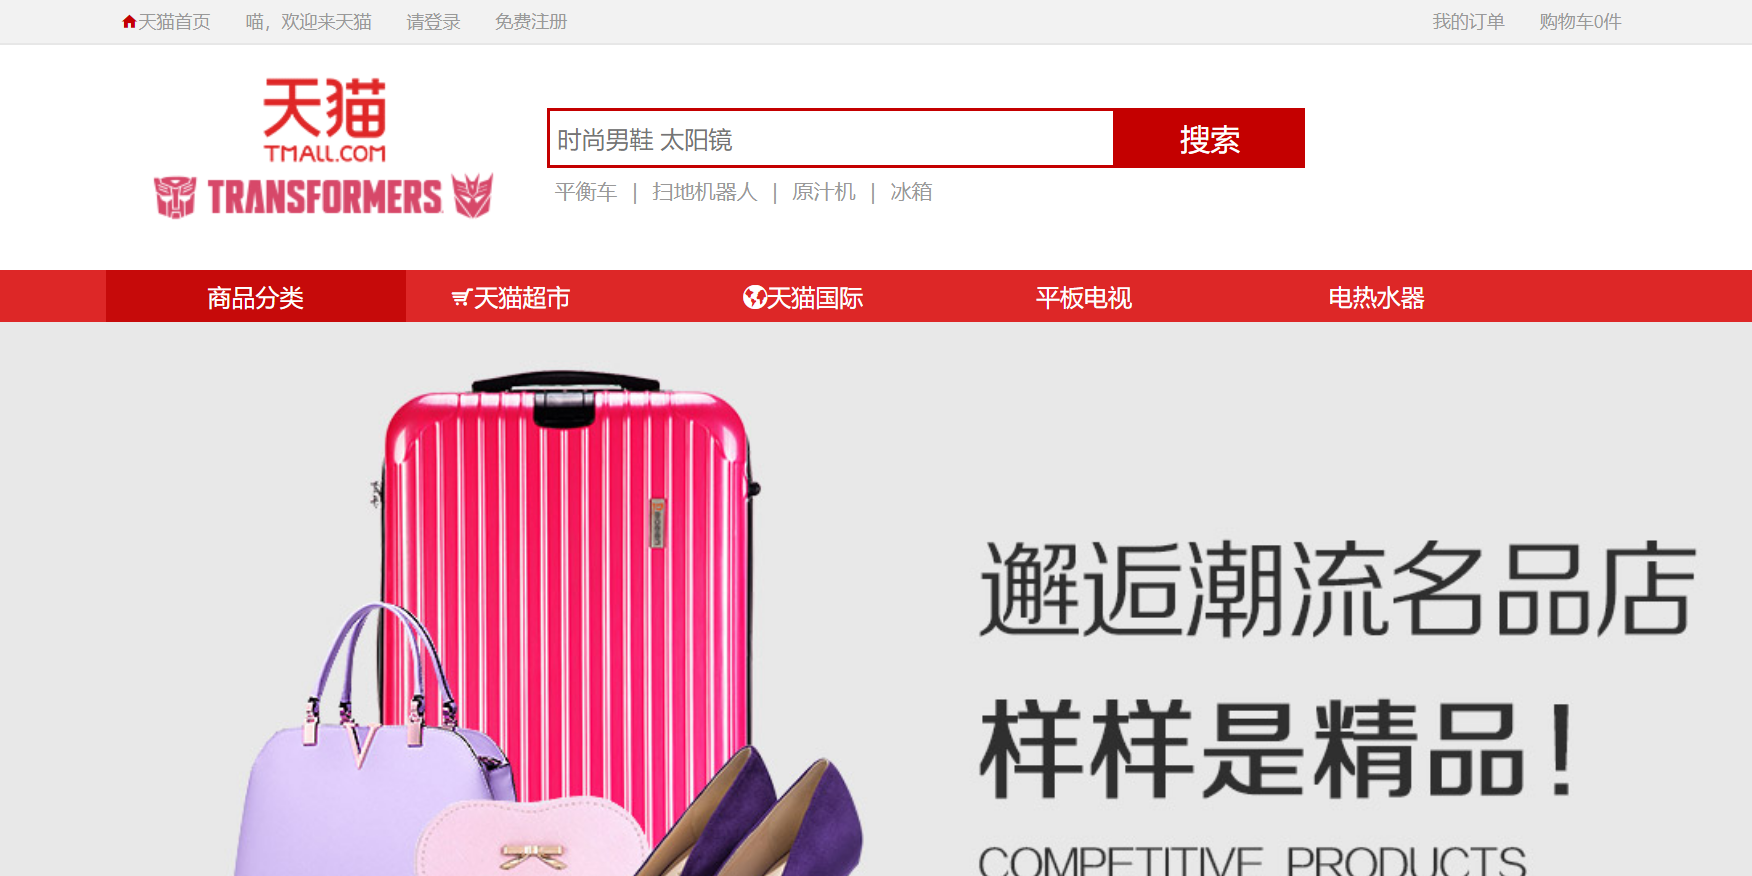 天猫首页 喵，欢迎来天猫 请登录 免费注册 我的订单 购物车0件
天猫
TMALL.COM
TRANSFORMERS
时尚男鞋 太阳镜 搜索
平衡车 | 扫地机器人 | 原汁机 | 冰箱
商品分类 天猫超市 天猫国际 平板电视 电热水器
邂逅潮流名品店
样样是精品！
COMPETITIVE PRODUCTS